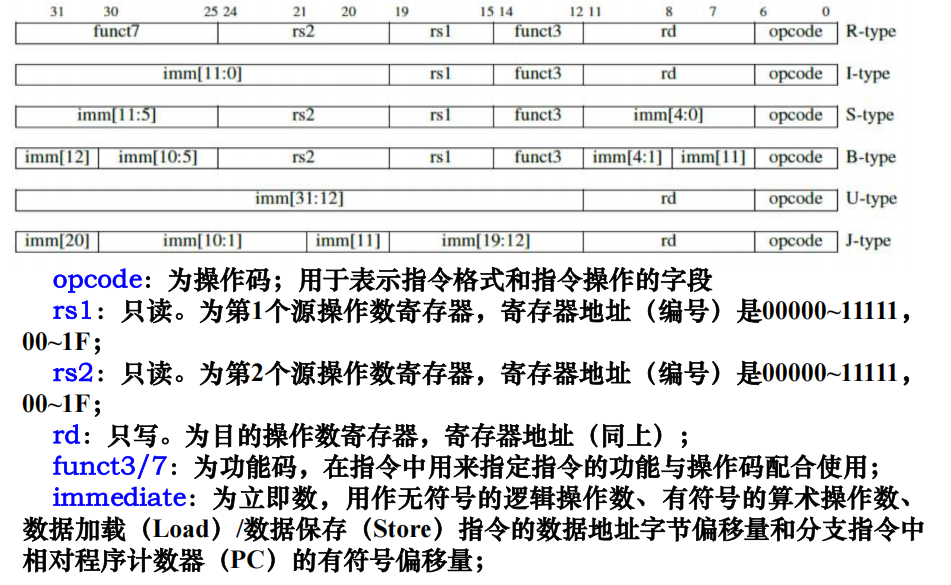 31 30 25 24 21 20 19 15 14 12 11 8 7 6 0
funct7 rs2 rs1 funct3 rd opcode R-type
imm[11:0] rs1 funct3 rd opcode I-type
imm[11:5] rs2 rs1 funct3 imm[4:0] opcode S-type
imm[12] imm[10:5] rs2 rs1 funct3 imm[4:1] imm[11] opcode B-type
imm[31:12] rd opcode U-type
imm[20] imm[10:1] imm[11] imm[19:12] rd opcode J-type
opcode：为操作码；用于表示指令格式和指令操作的字段
rs1：只读。为第1个源操作数寄存器，寄存器地址（编号）是00000~11111，
00~1F；
rs2：只读。为第2个源操作数寄存器，寄存器地址（编号）是00000~11111，
00~1F；
rd：只写。为目的操作数寄存器，寄存器地址（同上）；
funct3/7：为功能码，在指令中用来指定指令的功能与操作码配合使用；
immediate：为立即数，用作无符号的逻辑操作数、有符号的算术操作数、
数据加载（Load）/数据保存（Store）指令的数据地址字节偏移量和分支指令中
相对程序计数器（PC）的有符号偏移量；